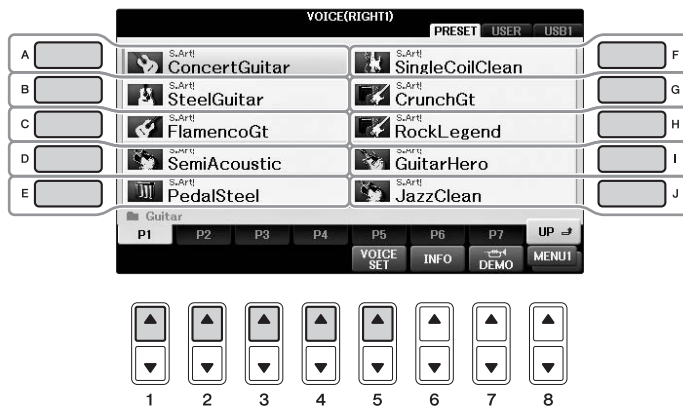 VOICE(RIGHT1)
PRESET USER USB1
A S.Art! ConcertGuitar S.Art! SingleCoilClean F
B S.Art! SteelGuitar S.Art! CrunchGt G
C S.Art! FlamencoGt S.Art! RockLegend H
D S.Art! SemiAcoustic S.Art! GuitarHero I
E S.Art! PedalSteel S.Art! JazzClean J
Guitar
P1 P2 P3 P4 P5 P6 P7 UP
VOICE SET INFO DEMO MENU1
1 2 3 4 5 6 7 8